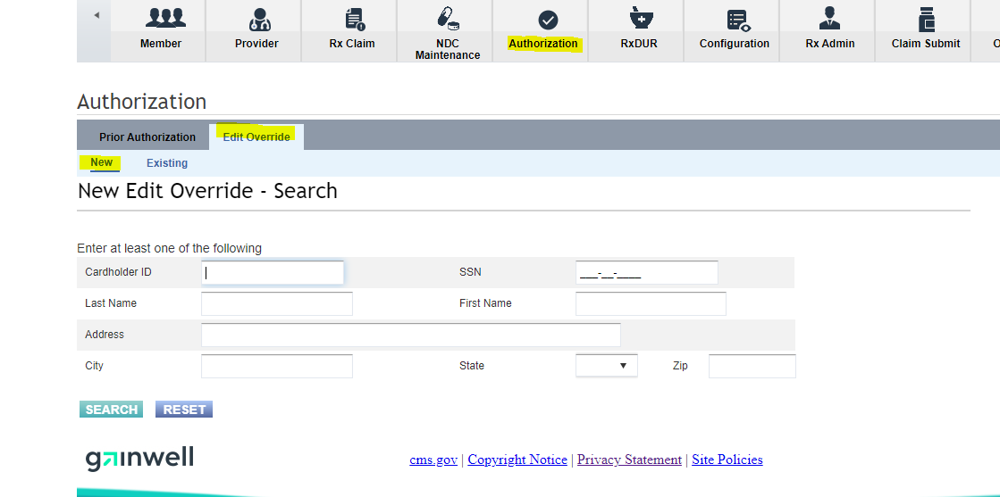 Member Provider Rx Claim NDC Maintenance Authorization RxDUR Configuration Rx Admin Claim Submit
Authorization
Prior Authorization Edit Override
New Existing
New Edit Override - Search
Enter at least one of the following
Cardholder ID SSN ___-__-____
Last Name First Name
Address
City State Zip
SEARCH RESET
gainwell cms.gov | Copyright Notice | Privacy Statement | Site Policies